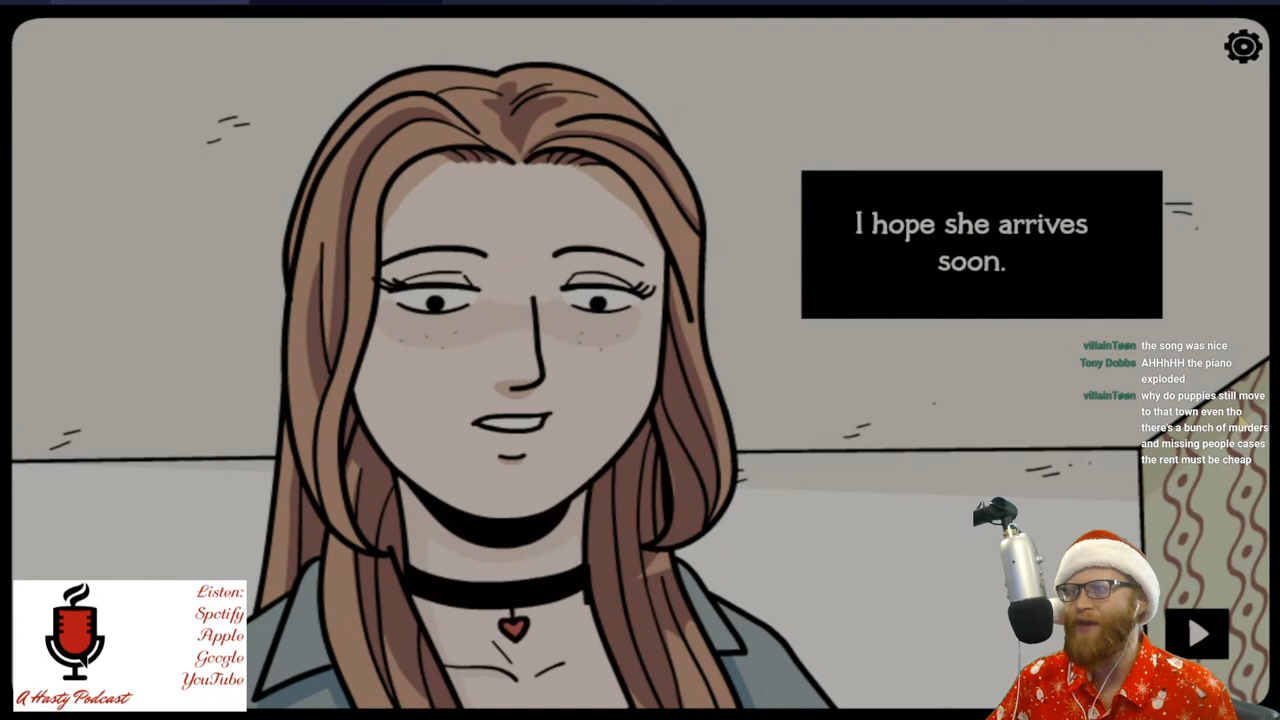 I hope she arrives
soon.
villainTøøn the song was nice
Tony Dobbs AHHhHH the piano
exploded
villainTøøn why do puppies still move
to that town even tho
there's a bunch of murders
and missing people cases
the rent must be cheap
Listen:
Spotify
Apple
Google
YouTube
A Hasty Podcast